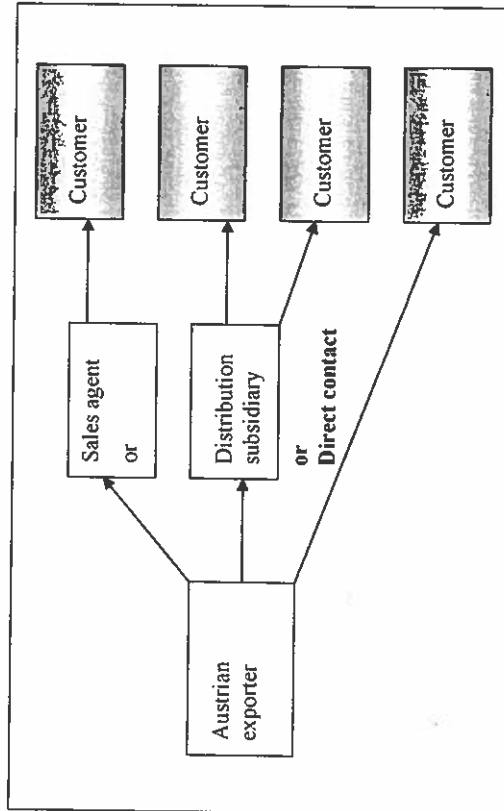 Austrian
exporter
Sales agent
or
Distribution
subsidiary
or
Direct contact
Customer
Customer
Customer
Customer